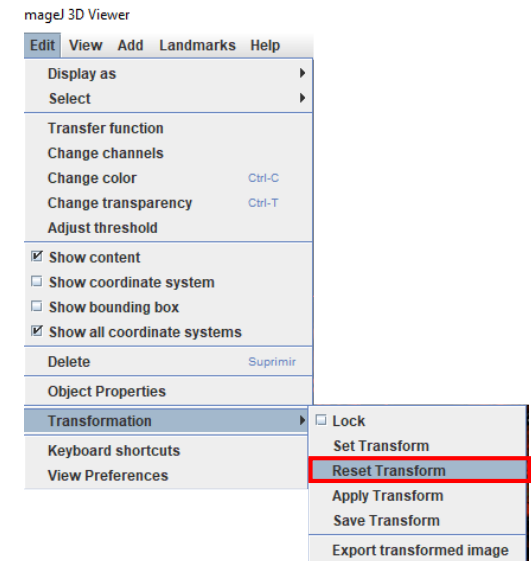 mageJ 3D Viewer
Edit View Add Landmarks Help
Display as
Select
Transfer function
Change channels
Change color Ctrl-C
Change transparency Ctrl-T
Adjust threshold
Show content
Show coordinate system
Show bounding box
Show all coordinate systems
Delete Suprimir
Object Properties
Transformation
Keyboard shortcuts
View Preferences
Lock
Set Transform
Reset Transform
Apply Transform
Save Transform
Export transformed image